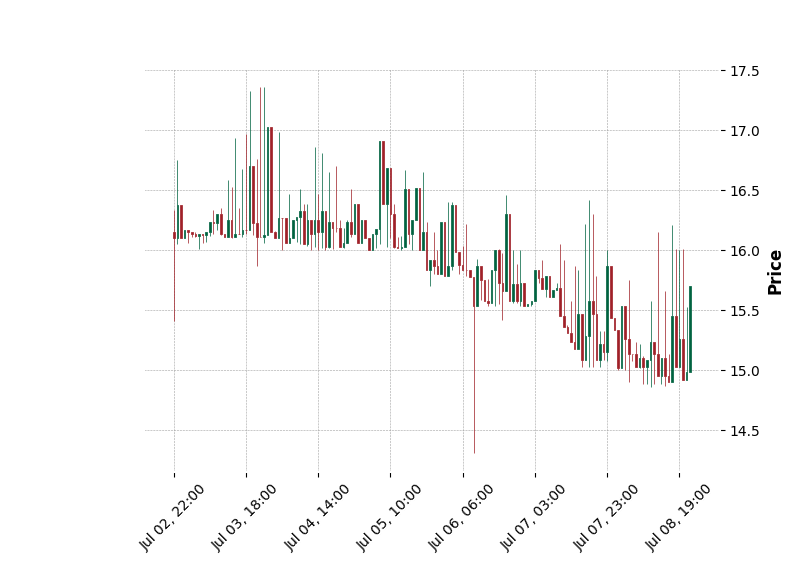 17.5
17.0
16.5
16.0
15.5
15.0
14.5
Price
Jul 02, 22:00
Jul 03, 18:00
Jul 04, 14:00
Jul 05, 10:00
Jul 06, 06:00
Jul 07, 03:00
Jul 07, 23:00
Jul 08, 19:00